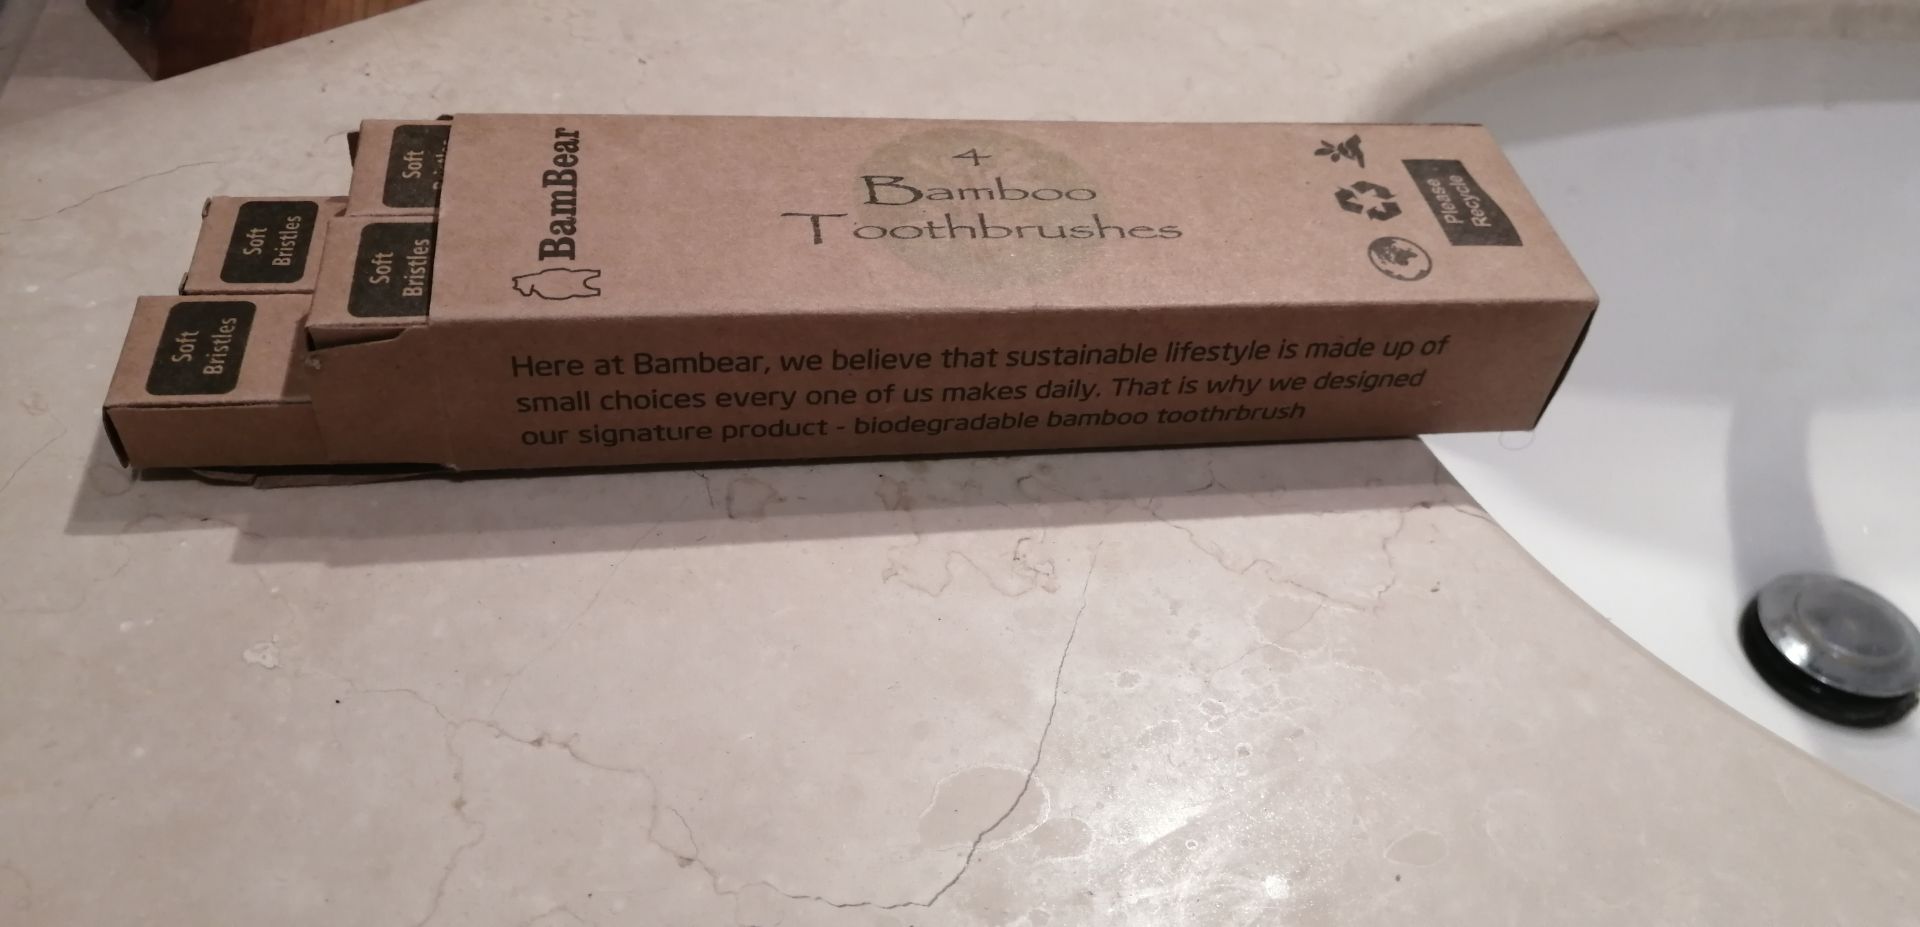 Soft
Bristles
Soft
Bristles
Soft
Soft
Bristles
BamBear
4
Bamboo
Toothbrushes
Please
Recycle
Here at Bambear, we believe that sustainable lifestyle is made up of
small choices every one of us makes daily. That is why we designed
our signature product - biodegradable bamboo toothrbrush